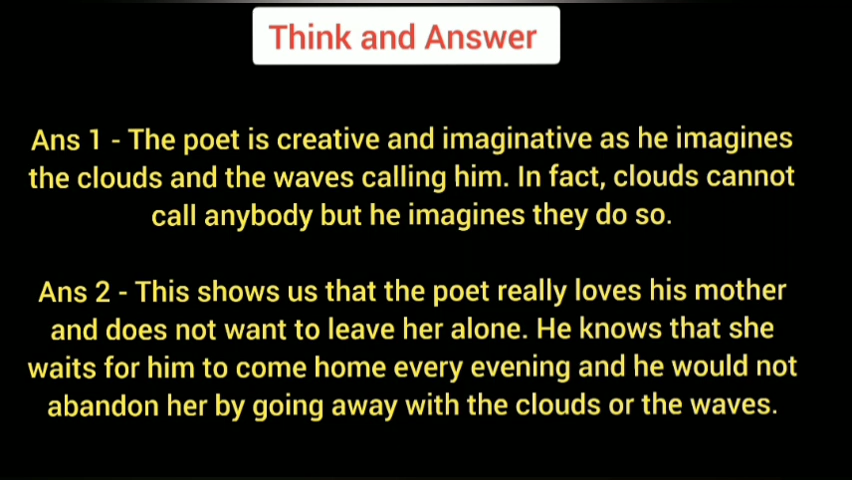 Think and Answer
Ans 1 - The poet is creative and imaginative as he imagines
the clouds and the waves calling him. In fact, clouds cannot
call anybody but he imagines they do so.
Ans 2 - This shows us that the poet really loves his mother
and does not want to leave her alone. He knows that she
waits for him to come home every evening and he would not
abandon her by going away with the clouds or the waves.